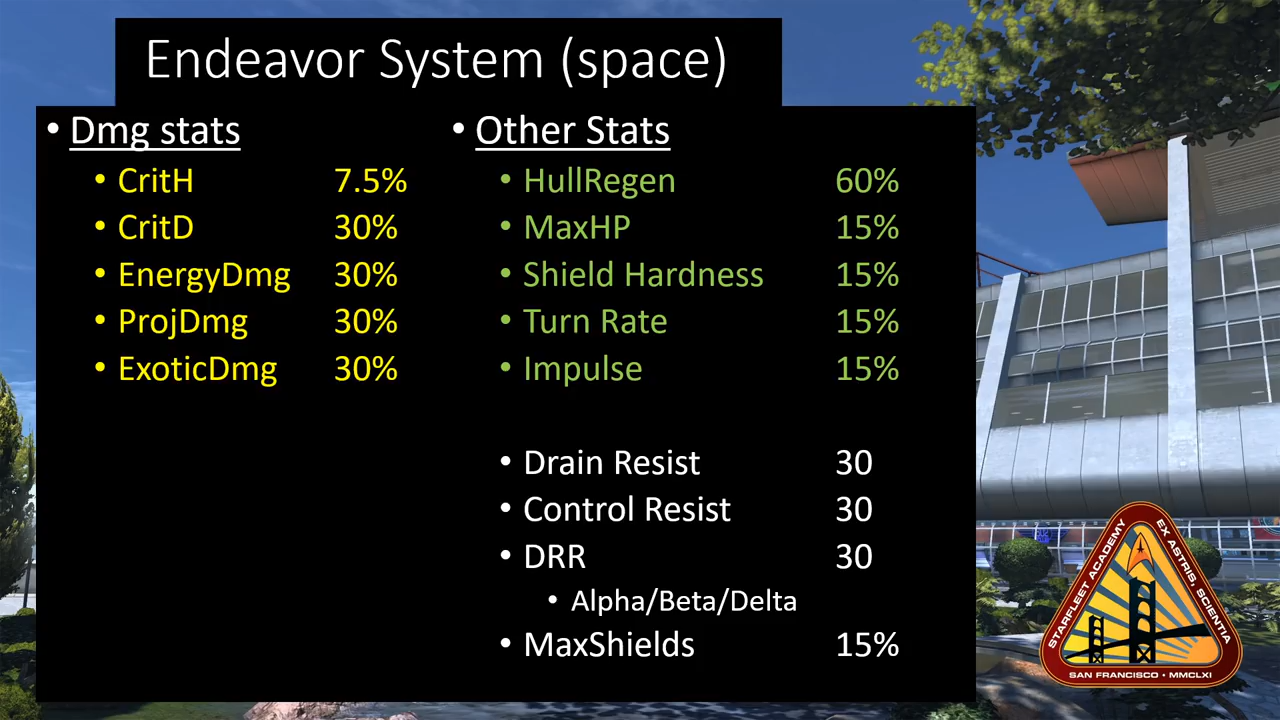 Endeavor System (space)
• Dmg stats
• CritH 7.5%
• CritD 30%
• EnergyDmg 30%
• ProjDmg 30%
• ExoticDmg 30%
• Other Stats
• HullRegen 60%
• MaxHP 15%
• Shield Hardness 15%
• Turn Rate 15%
• Impulse 15%
• Drain Resist 30
• Control Resist 30
• DRR 30
• Alpha/Beta/Delta
• MaxShields 15%
STARFLEET ACADEMY
EX ASTRIS, SCIENTIA
SAN FRANCISCO • MMCLXI